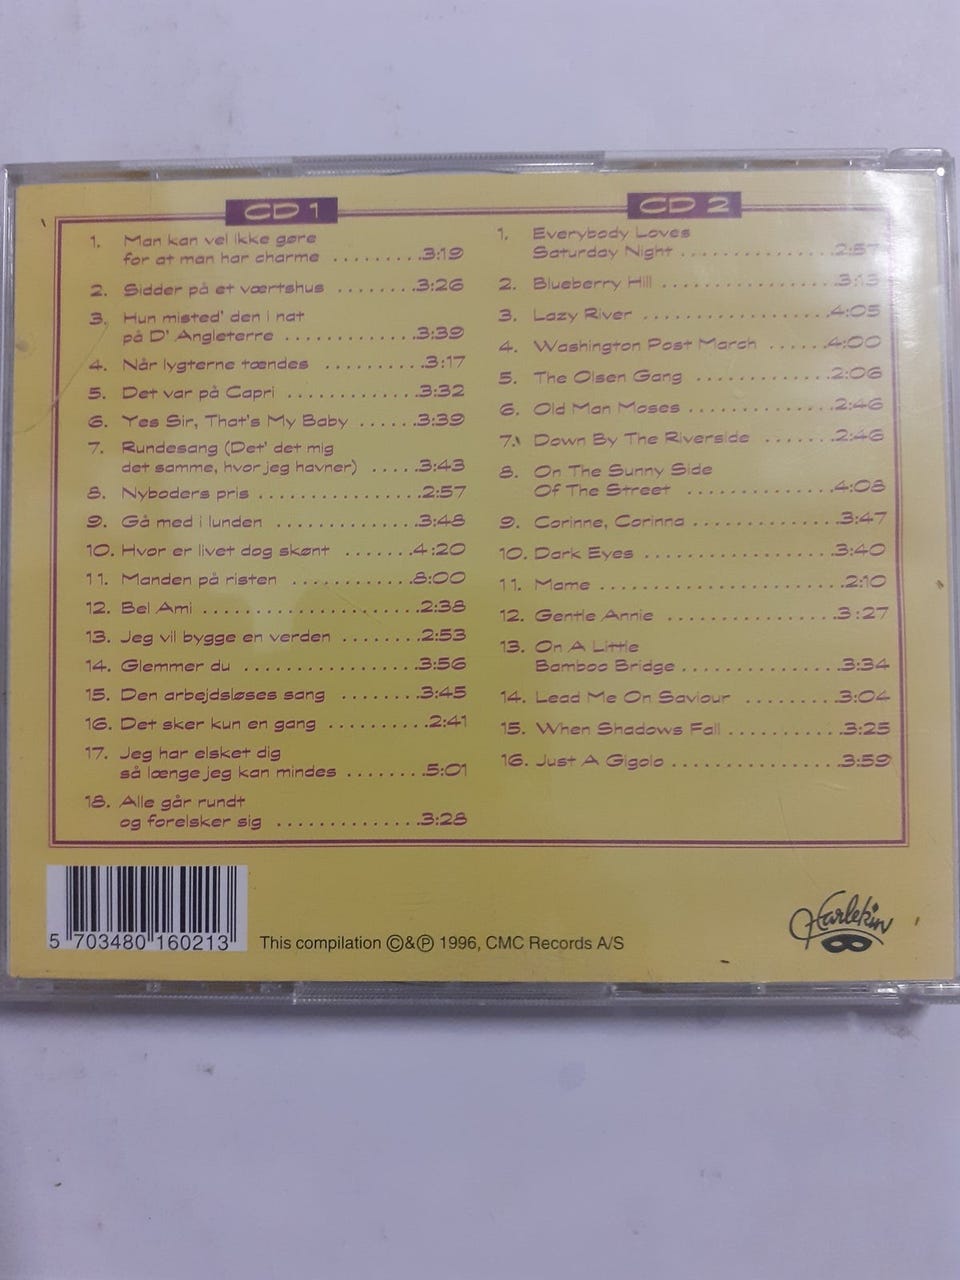 CD 1
1. Man kan vel ikke gøre
for at man har charme ..........3:19
2. Sidder på et værtshus .........3:26
3. Hun misted' den i nat
på D' Angleterre ...............3:39
4. Når lygterne tændes ...........3:17
5. Det var på Capri ...............3:32
6. Yes Sir, That's My Baby ......3:39
7. Rundesang (Det' det mig
det samme, hvor jeg havner) .....3:43
8. Nyboders pris ..................2:57
9. Gå med i lunden ................3:48
10. Hvor er livet dog skønt .......4:20
11. Manden på risten ............8:00
12. Bel Ami ........................2:38
13. Jeg vil bygge en verden ........2:53
14. Glemmer du ...................3:56
15. Den arbejdsløses sang ........3:45
16. Det sker kun en gang ..........2:41
17. Jeg har elsket dig
så længe jeg kan mindes ........5:01
18. Alle går rundt
og forelsker sig ...............3:28
CD 2
1. Everybody Loves
Saturday Night .................2:57
2. Blueberry Hill ..................3:13
3. Lazy River .....................4:05
4. Washington Post March ......4:00
5. The Olsen Gang ..............2:06
6. Old Man Moses ................2:46
7. Down By The Riverside .......2:46
8. On The Sunny Side
Of The Street ...............4:08
9. Corinne, Corinna ...............3:47
10. Dark Eyes ....................3:40
11. Mame .........................2:10
12. Gentle Annie .................3:27
13. On A Little
Bamboo Bridge ................3:34
14. Lead Me On Saviour .........3:04
15. When Shadows Fall ...........3:25
16. Just A Gigolo .................3:59
5 703480 160213
This compilation ©&℗ 1996, CMC Records A/S
Harlekin